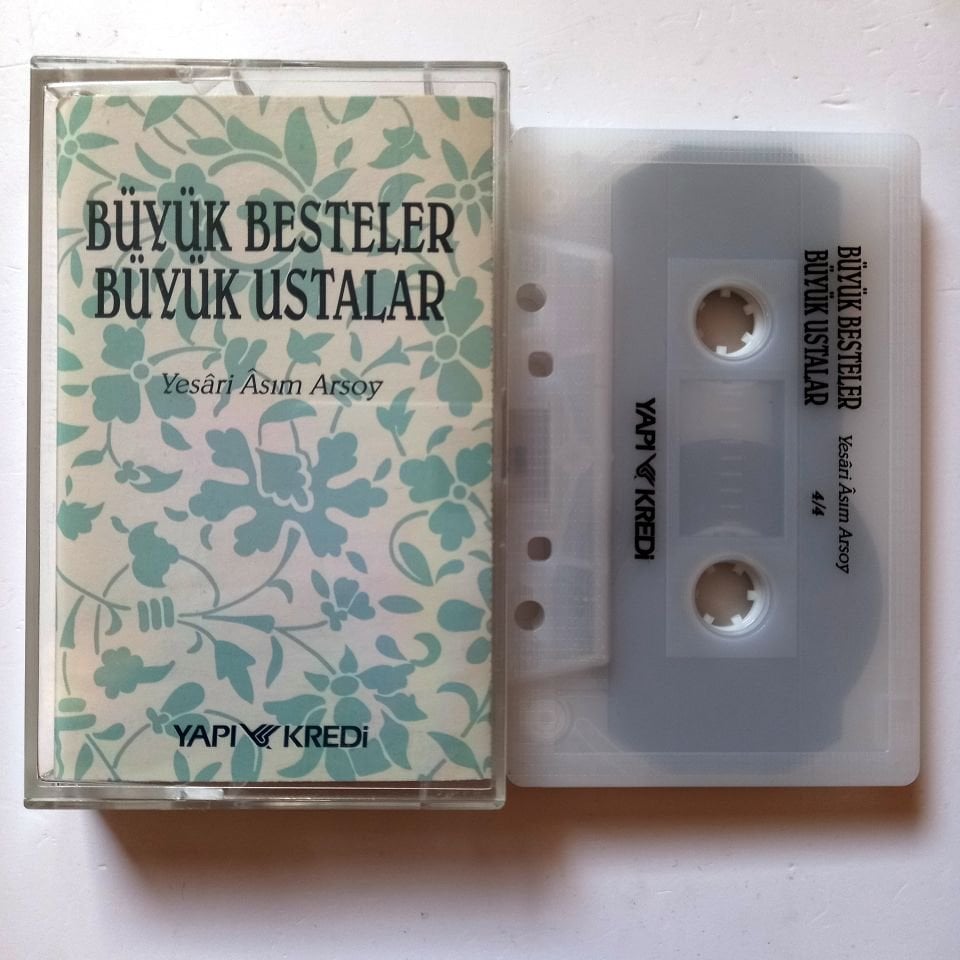 BÜYÜK BESTELER
BÜYÜK USTALAR
Yesâri Âsım Arsoy
YAPI KREDİ
BÜYÜK BESTELER
BÜYÜK USTALAR
Yesâri Âsım Arsoy
4/4
YAPI KREDİ